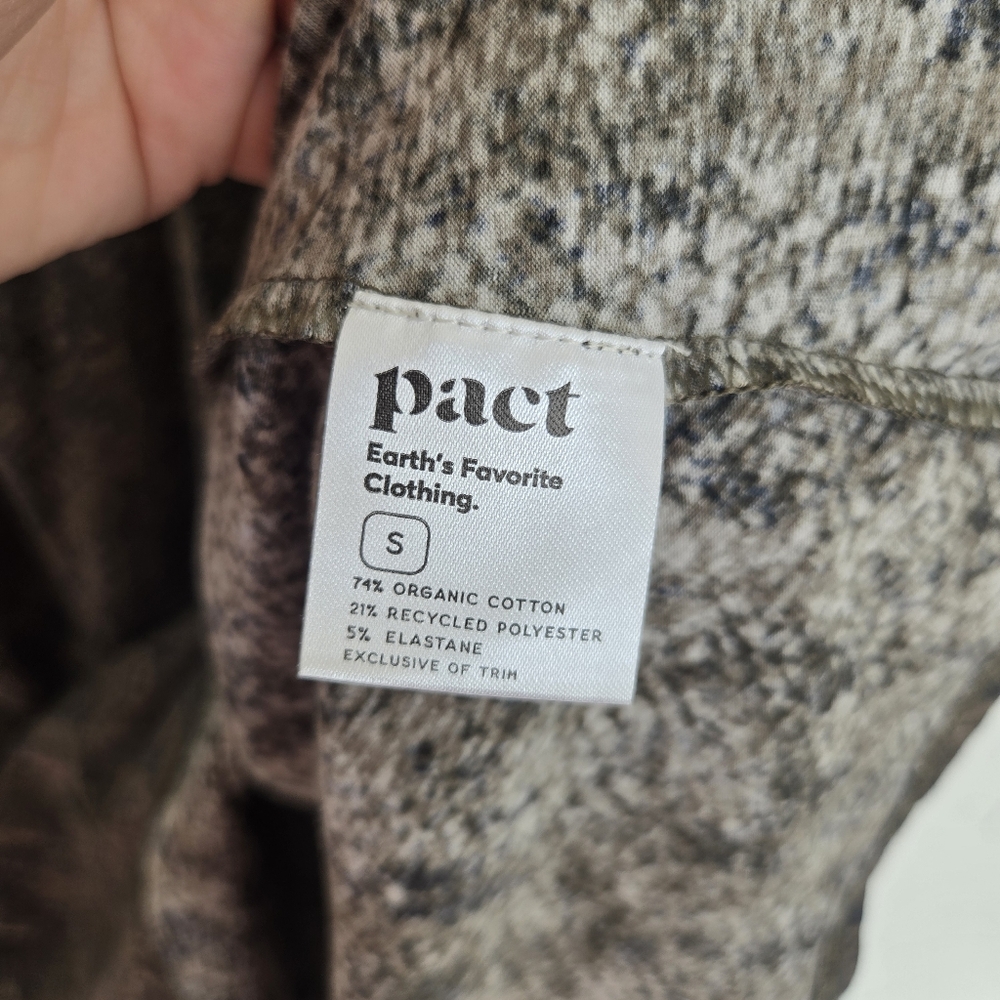 pact
Earth's Favorite
Clothing.
S
74% ORGANIC COTTON
21% RECYCLED POLYESTER
5% ELASTANE
EXCLUSIVE OF TRIM